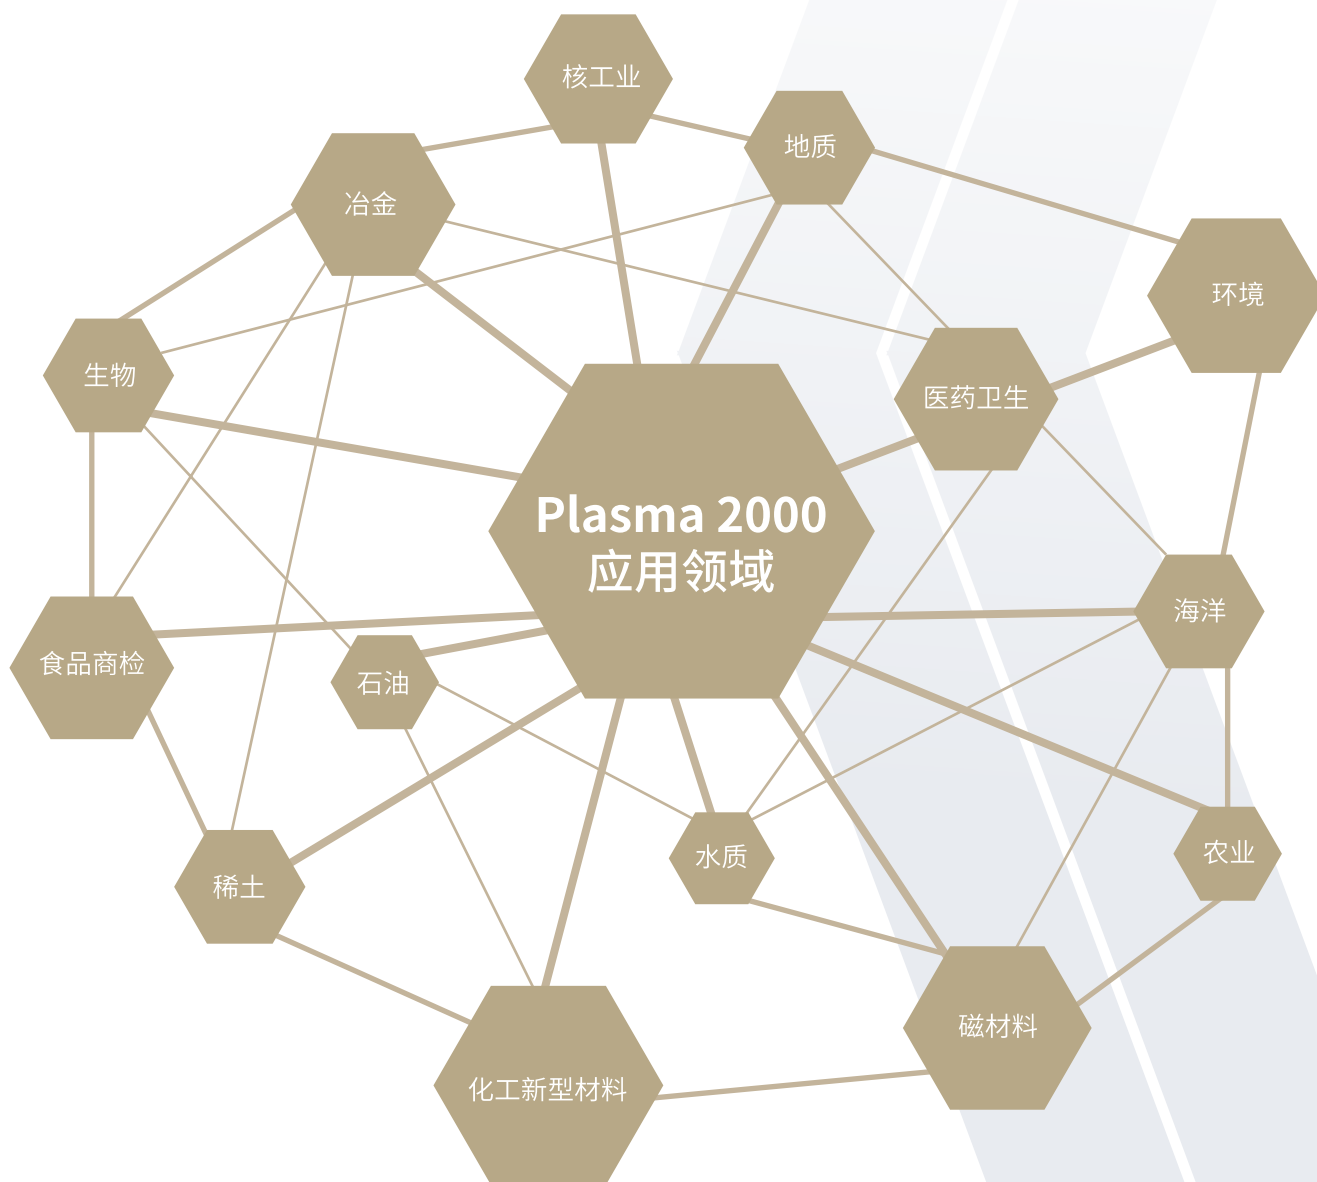 核工业
地质
冶金
环境
生物
医药卫生
Plasma 2000
应用领域
海洋
食品商检
石油
水质
农业
稀土
磁材料
化工新型材料